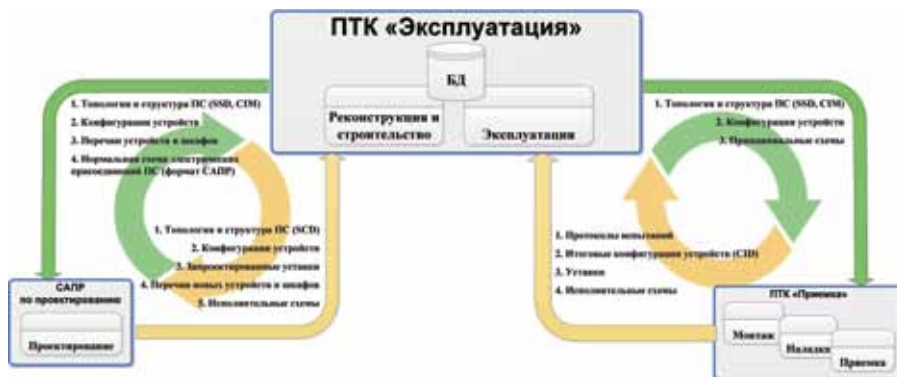 ПТК «Эксплуатация»
БД
Реконструкция и
строительство
Эксплуатация
1. Топология и структура ПС (SSD, CIM)
2. Конфигурации устройств
3. Перечни устройств и шкафов
4. Нормальная схема электрических
присоединений ПС (формат САПР)
1. Топология и структура ПС (SSD, CIM)
2. Конфигурации устройств
3. Принципиальные схемы
1. Топология и структура ПС (SCD)
2. Конфигурации устройств
3. Запроектированные уставки
4. Перечни новых устройств и шкафов
5. Исполнительные схемы
1. Протоколы испытаний
2. Итоговые конфигурации устройств (CID)
3. Уставки
4. Исполнительные схемы
САПР
по проектированию
Проектирование
ПТК «Приемка»
Монтаж
Наладка
Приемка